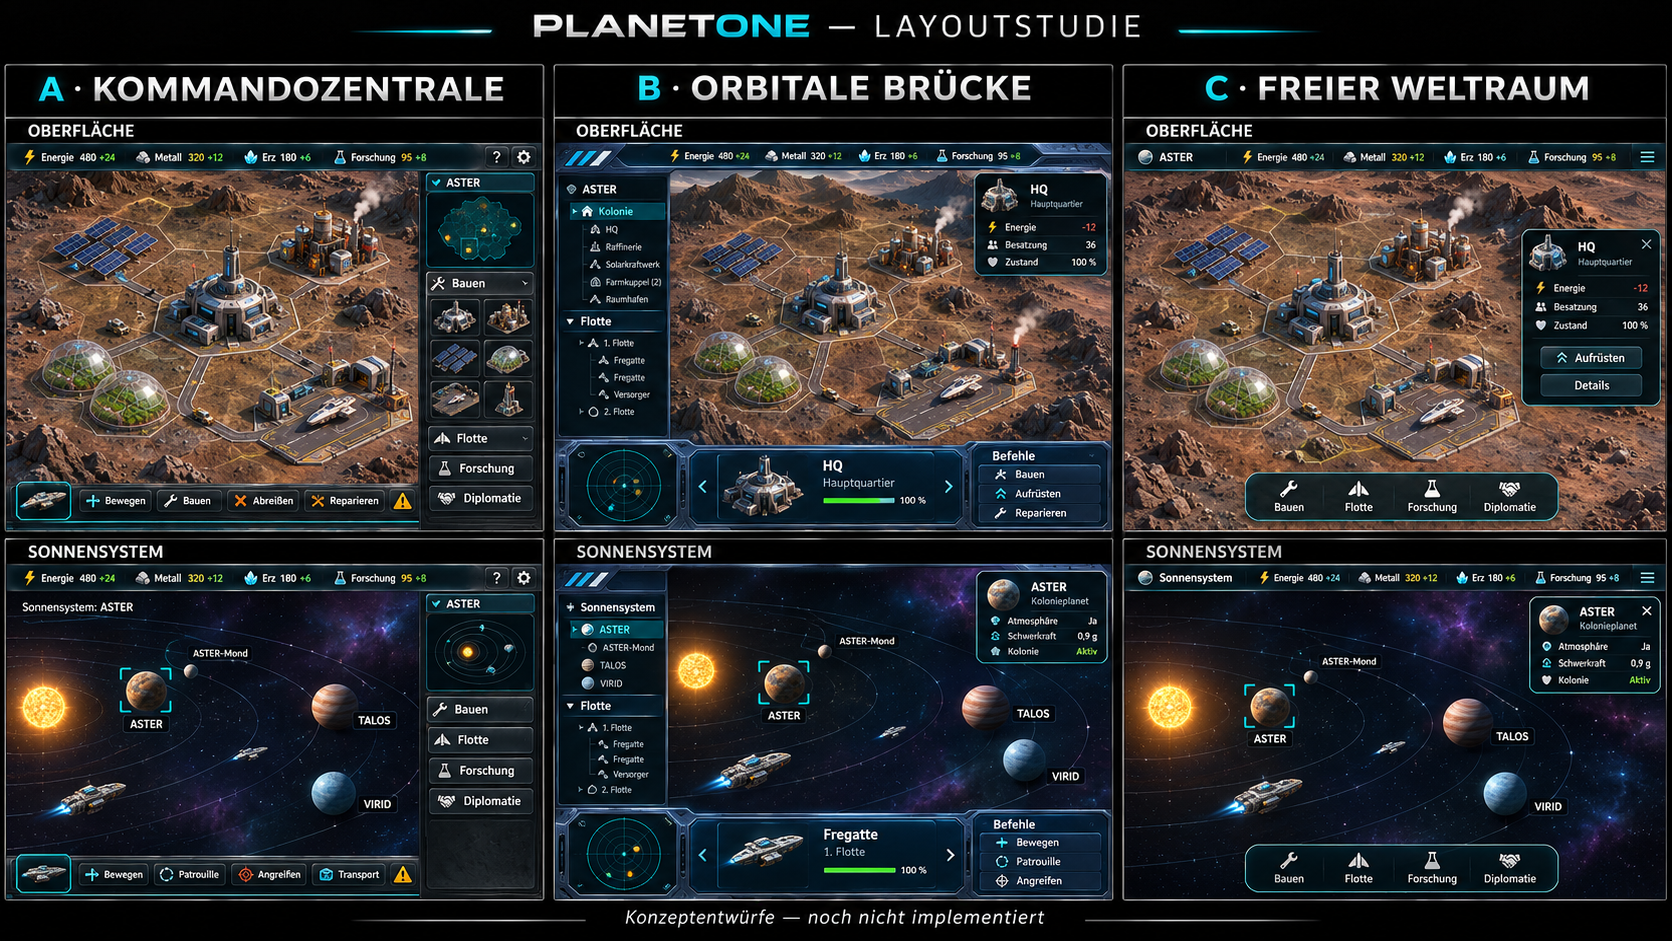 PLANETONE — LAYOUTSTUDIE
A · KOMMANDOZENTRALE
OBERFLÄCHE
Energie 480 +24 Metall 320 +12 Erz 180 +6 Forschung 95 +8 ?
ASTER
Bauen
Flotte
Forschung
Diplomatie
Bewegen Bauen Abreißen Reparieren
SONNENSYSTEM
Energie 480 +24 Metall 320 +12 Erz 180 +6 Forschung 95 +8 ?
Sonnensystem: ASTER
ASTER-Mond
ASTER
TALOS
VIRID
ASTER
Bauen
Flotte
Forschung
Diplomatie
Bewegen Patrouille Angreifen Transport
B · ORBITALE BRÜCKE
OBERFLÄCHE
Energie 480 +24 Metall 320 +12 Erz 180 +6 Forschung 95 +8
ASTER
Kolonie
HQ
Raffinerie
Solarkraftwerk
Farmkuppel (2)
Raumhafen
Flotte
1. Flotte
Fregatte
Fregatte
Versorger
2. Flotte
HQ
Hauptquartier
Energie -12
Besatzung 36
Zustand 100 %
HQ
Hauptquartier
100 %
Befehle
Bauen
Aufrüsten
Reparieren
SONNENSYSTEM
Sonnensystem
ASTER
ASTER-Mond
TALOS
VIRID
Flotte
1. Flotte
Fregatte
Fregatte
Versorger
2. Flotte
ASTER-Mond
ASTER
TALOS
VIRID
ASTER
Kolonieplanet
Atmosphäre Ja
Schwerkraft 0,9 g
Kolonie Aktiv
Fregatte
1. Flotte
100 %
Befehle
Bewegen
Patrouille
Angreifen
C · FREIER WELTRAUM
OBERFLÄCHE
ASTER Energie 480 +24 Metall 320 +12 Erz 180 +6 Forschung 95 +8
HQ
Hauptquartier
Energie -12
Besatzung 36
Zustand 100 %
Aufrüsten
Details
Bauen Flotte Forschung Diplomatie
SONNENSYSTEM
Sonnensystem Energie 480 +24 Metall 320 +12 Erz 180 +6 Forschung 95 +8
ASTER-Mond
ASTER
TALOS
VIRID
ASTER
Kolonieplanet
Atmosphäre Ja
Schwerkraft 0,9 g
Kolonie Aktiv
Bauen Flotte Forschung Diplomatie
Konzeptentwürfe — noch nicht implementiert